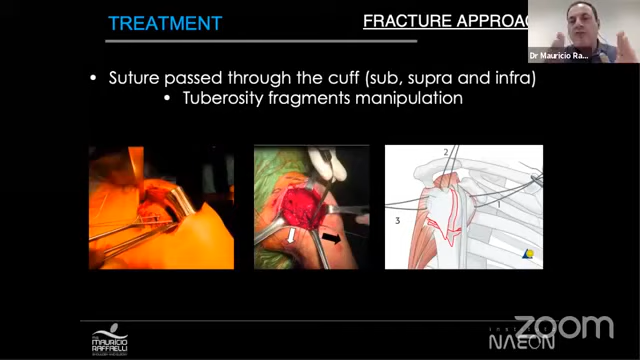 TREATMENT
FRACTURE APPROAC
Dr Mauricio Ra...
• Suture passed through the cuff (sub, supra and infra)
• Tuberosity fragments manipulation
2
1
3
MAURÍCIO
RAFFAELLI
NAEON
zoom